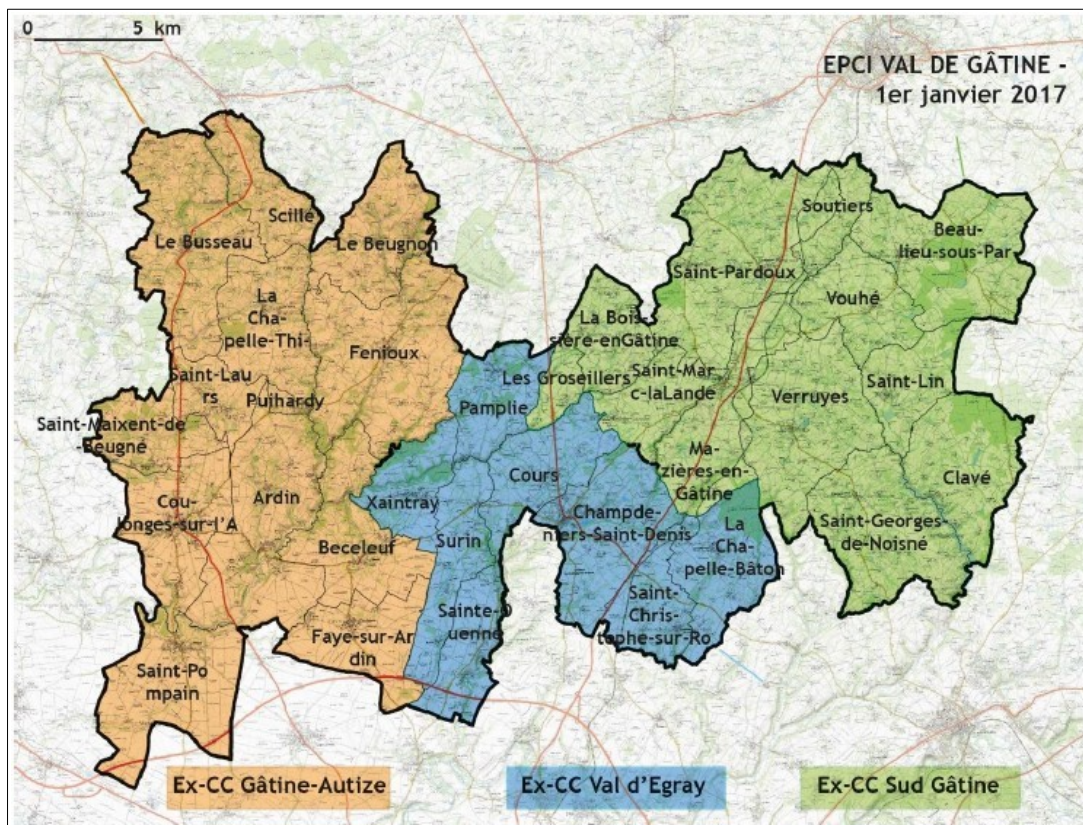 0 5 km
EPCI VAL DE GÂTINE -
1er janvier 2017
Scillé
Le Busseau
Le Beugnon
Soutiers
Beau-
lieu-sous-Par
Saint-Pardoux
Vouhé
La
Cha-
pelle-Thi-
Fenioux
La Bois-
sière-enGâtine
Saint-Lau
rs
Puihardy
Les Groseillers
Saint-Mar
c-laLande
Verruyes
Saint-Lin
Pamplie
Saint-Maixent-de
-Beugné
Ma-
zières-en-
Gâtine
Clavé
Cours
Xaintray
Ardin
Cou-
longes-sur-l'A
Champde-
niers-Saint-Denis
La
Cha-
pelle-Bâton
Saint-Georges-
de-Noisné
Surin
Beceleuf
Sainte-O
uenne
Saint-
Chris-
tophe-sur-Ro
Faye-sur-Ar
din
Saint-Po
mpain
Ex-CC Gâtine-Autize
Ex-CC Val d'Egray
Ex-CC Sud Gâtine